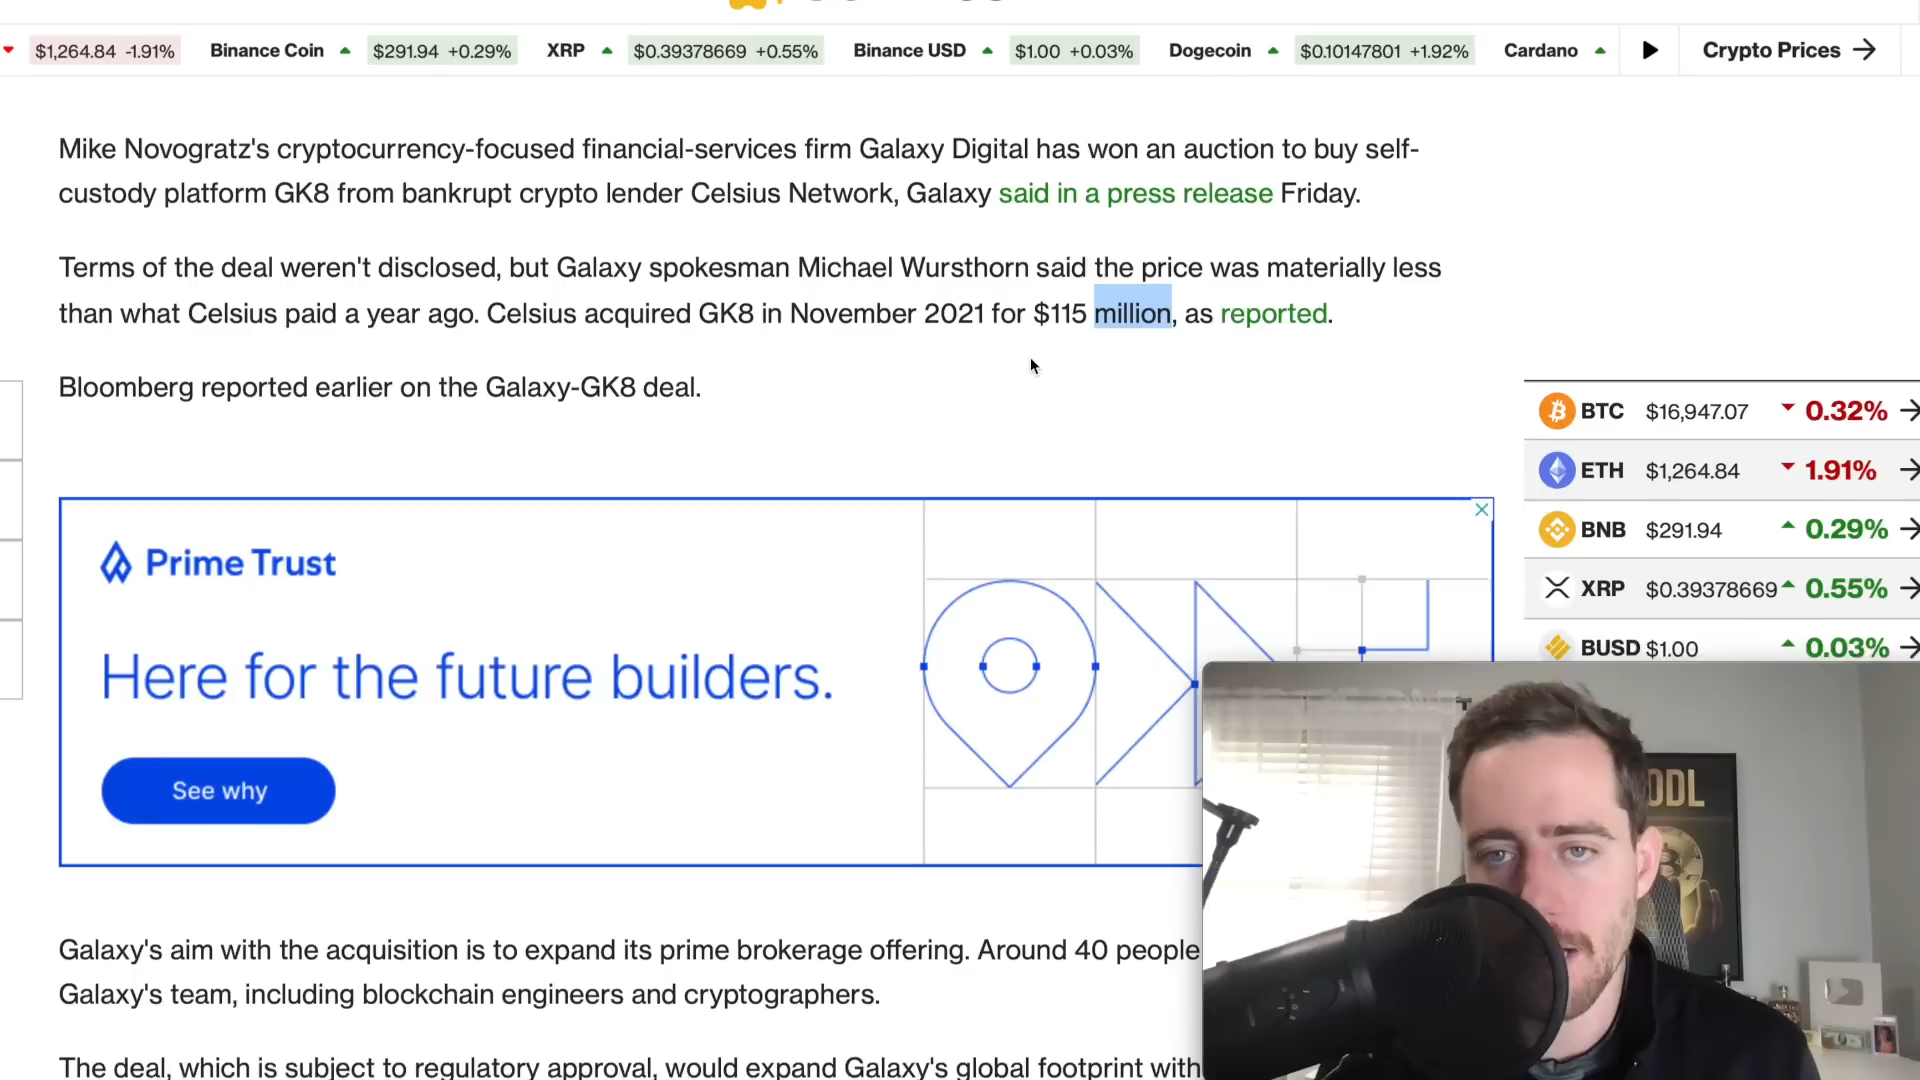 $1,264.84 -1.91% Binance Coin $291.94 +0.29% XRP $0.39378669 +0.55% Binance USD $1.00 +0.03% Dogecoin $0.10147801 +1.92% Cardano Crypto Prices
Mike Novogratz's cryptocurrency-focused financial-services firm Galaxy Digital has won an auction to buy self-
custody platform GK8 from bankrupt crypto lender Celsius Network, Galaxy said in a press release Friday.
Terms of the deal weren't disclosed, but Galaxy spokesman Michael Wursthorn said the price was materially less
than what Celsius paid a year ago. Celsius acquired GK8 in November 2021 for $115 million, as reported.
Bloomberg reported earlier on the Galaxy-GK8 deal.
BTC $16,947.07 0.32%
ETH $1,264.84 1.91%
BNB $291.94 0.29%
XRP $0.39378669 0.55%
BUSD $1.00 0.03%
Prime Trust
Here for the future builders.
See why
ODL
Galaxy's aim with the acquisition is to expand its prime brokerage offering. Around 40 people
Galaxy's team, including blockchain engineers and cryptographers.
The deal, which is subject to regulatory approval, would expand Galaxy's global footprint with